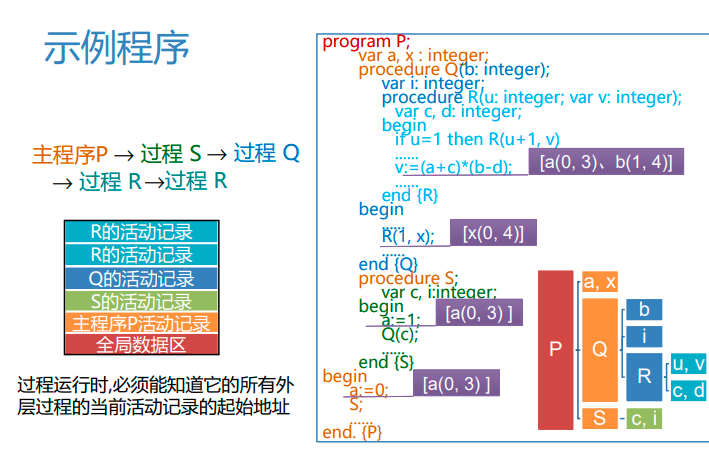 示例程序
主程序P → 过程 S → 过程 Q
→ 过程 R→过程 R
R的活动记录
R的活动记录
Q的活动记录
S的活动记录
主程序P活动记录
全局数据区
过程运行时,必须能知道它的所有外
层过程的当前活动记录的起始地址
program P;
var a, x : integer;
procedure Q(b: integer);
var i: integer;
procedure R(u: integer; var v: integer);
var c, d: integer;
begin
if u=1 then R(u+1, v)
......
v:=(a+c)*(b-d); [a(0, 3)、b(1, 4)]
......
end {R}
begin
......
R(1, x); [x(0, 4)]
......
end {Q}
procedure S;
var c, i:integer;
begin
a:=1; [a(0, 3) ]
Q(c);
......
end {S}
begin
a:=0; [a(0, 3) ]
S;
......
end. {P}
P
a, x
Q
b
i
R
u, v
c, d
S
c, i